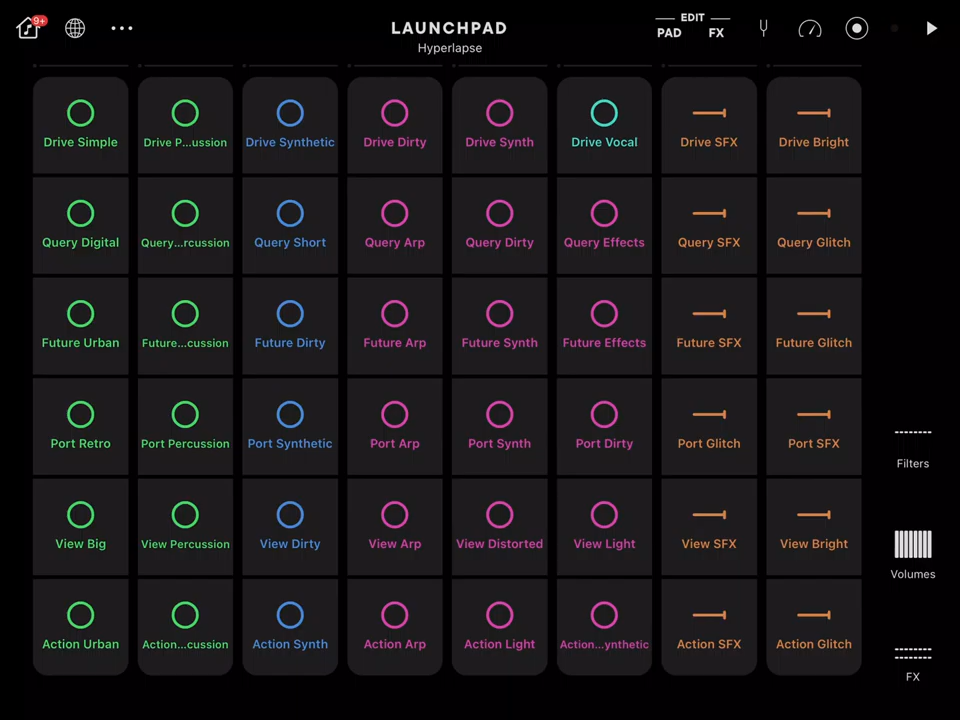 9+
LAUNCHPAD
Hyperlapse
EDIT
PAD FX
Drive Simple Drive P...ussion Drive Synthetic Drive Dirty Drive Synth Drive Vocal Drive SFX Drive Bright
Query Digital Query...rcussion Query Short Query Arp Query Dirty Query Effects Query SFX Query Glitch
Future Urban Future...cussion Future Dirty Future Arp Future Synth Future Effects Future SFX Future Glitch
Port Retro Port Percussion Port Synthetic Port Arp Port Synth Port Dirty Port Glitch Port SFX
Filters
View Big View Percussion View Dirty View Arp View Distorted View Light View SFX View Bright
Volumes
Action Urban Action...cussion Action Synth Action Arp Action Light Action...ynthetic Action SFX Action Glitch
FX